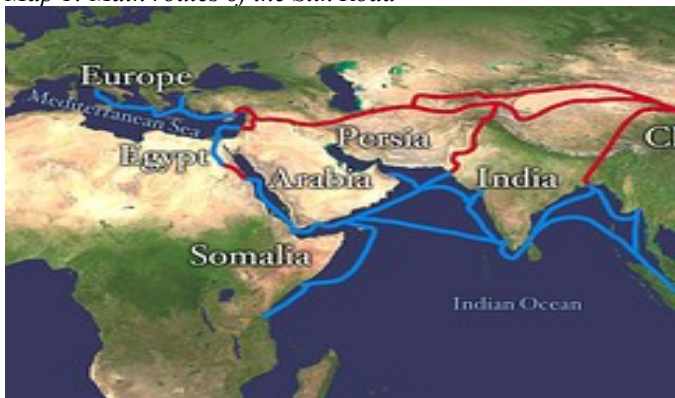 Europe
Mediterranean Sea
Egypt
Persia
Arabia
India
Somalia
Indian Ocean